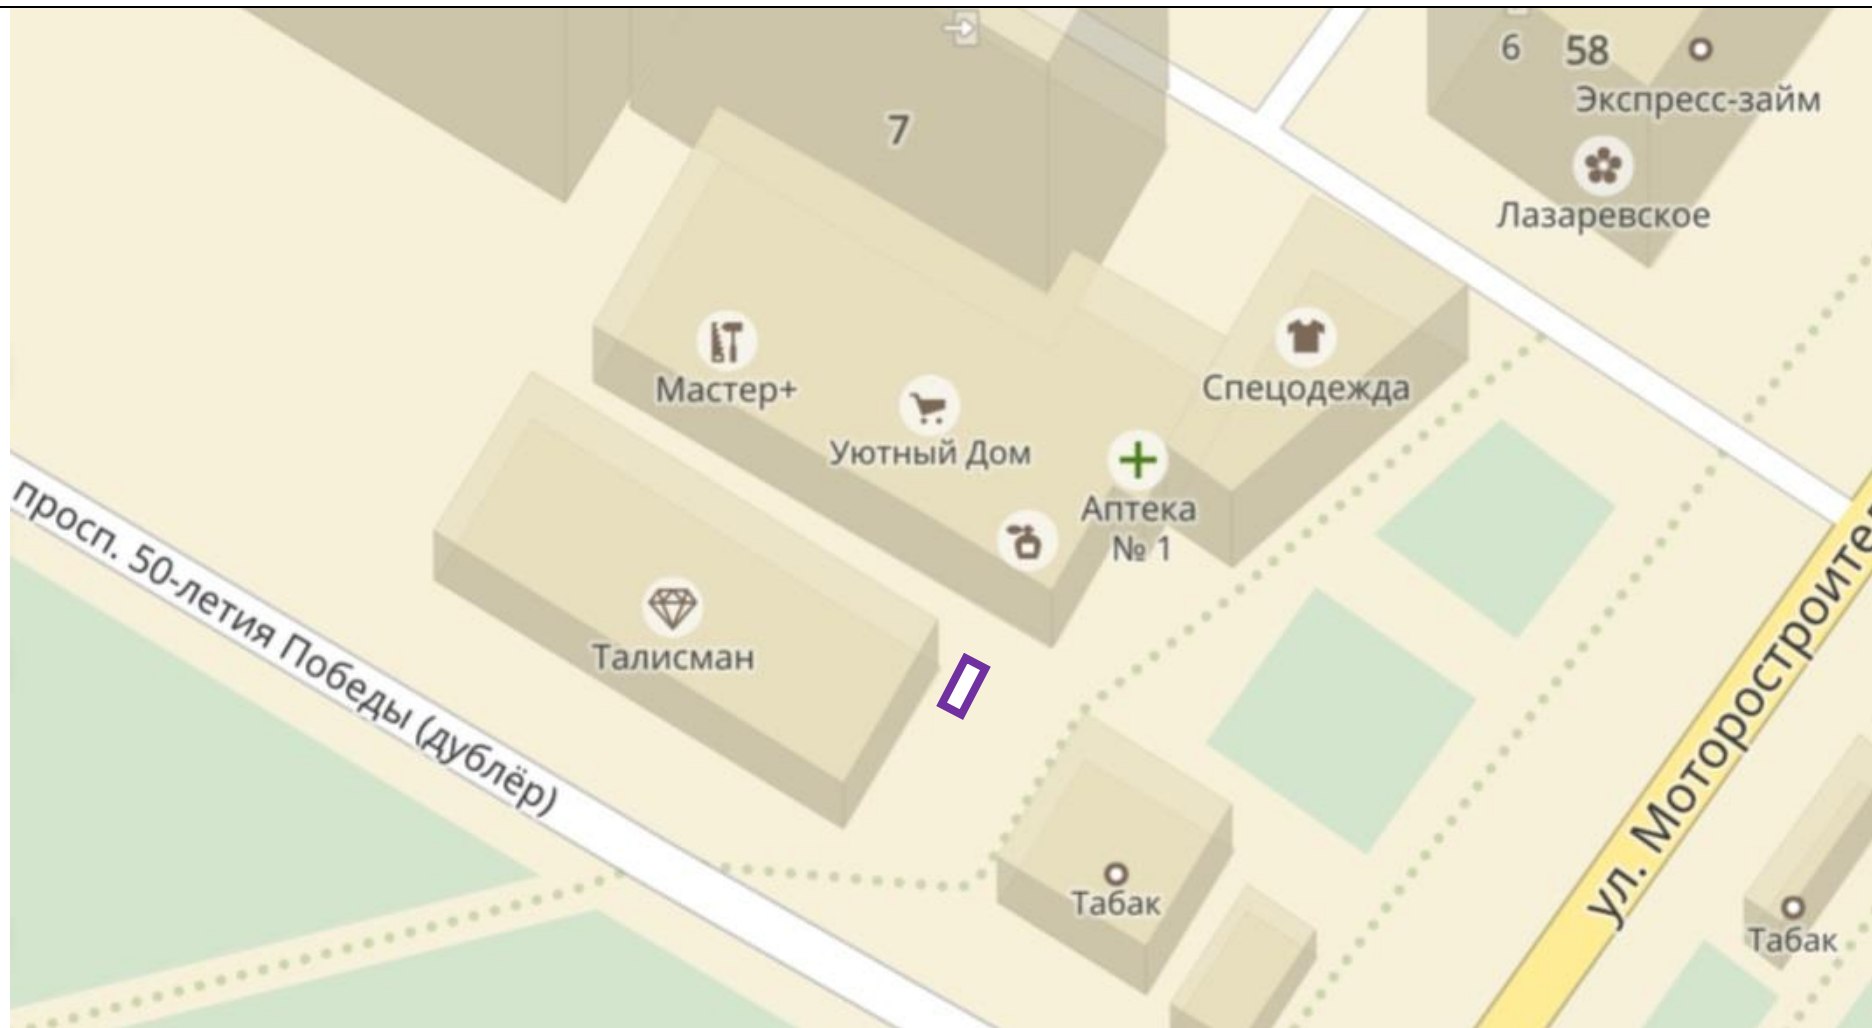 6 58
Экспресс-займ
7
Лазаревское
Мастер+
Спецодежда
Уютный Дом
Аптека
№ 1
просп. 50-летия Победы (дублёр)
Талисман
ул. Моторостроител
Табак
Табак